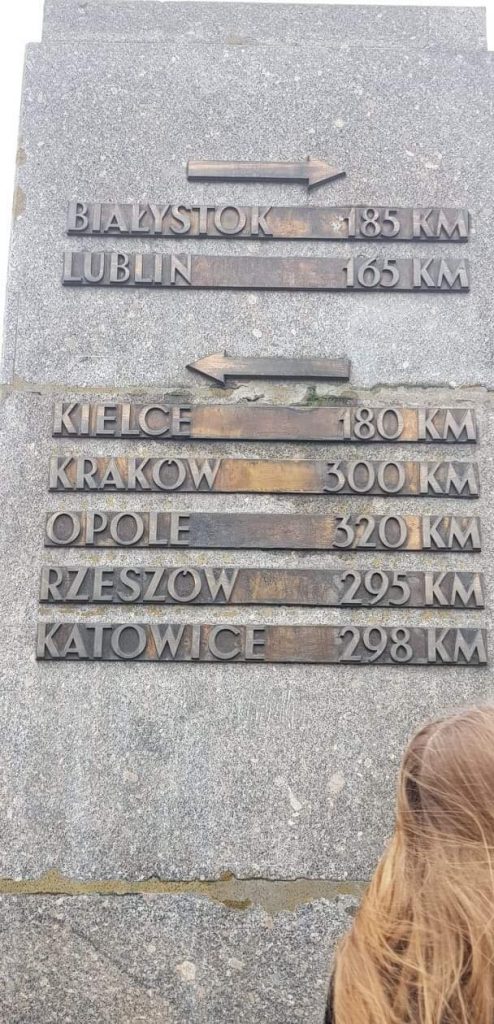 BIAŁYSTOK 185 KM
LUBLIN 165 KM
KIELCE 180 KM
KRAKÓW 300 KM
OPOLE 320 KM
RZESZÓW 295 KM
KATOWICE 298 KM